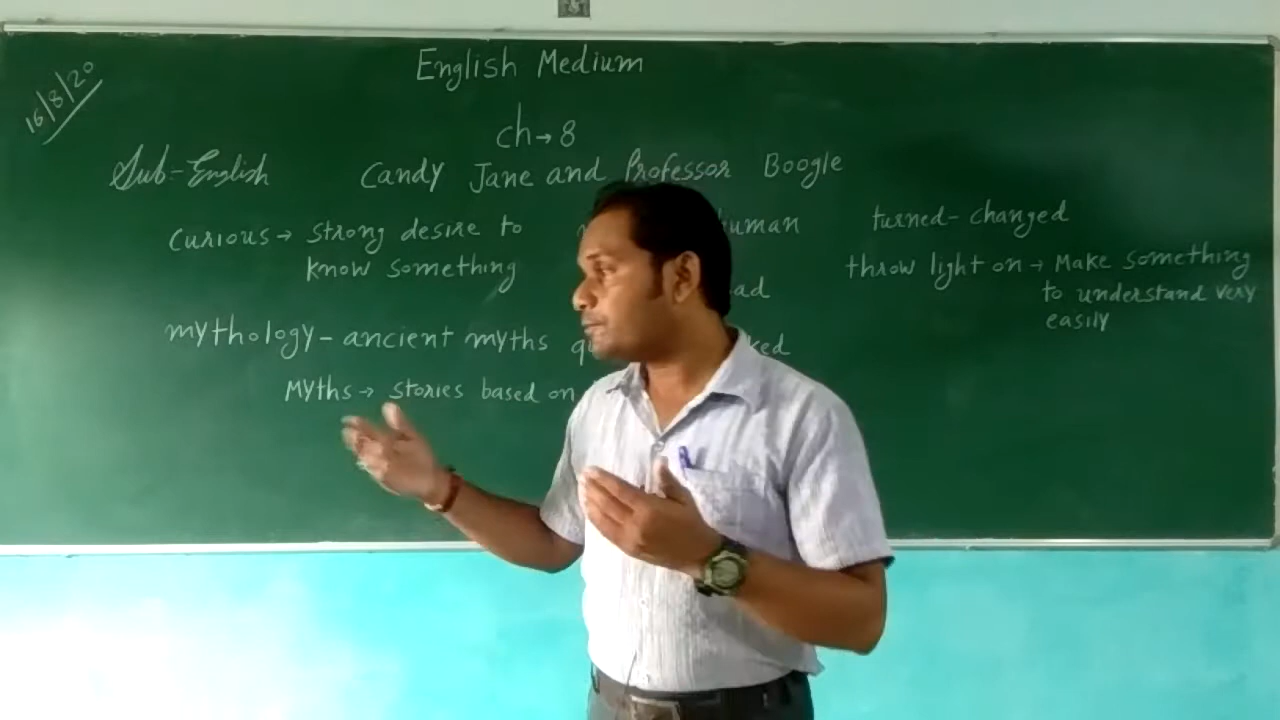 16/8/20
English Medium
ch→8
Sub-English
Candy Jane and Professor Boogle
curious→ strong desire to
know something
mythology- ancient myths
Myths→ stories based on
turned-changed
throw light on→ Make something
to understand very
easily